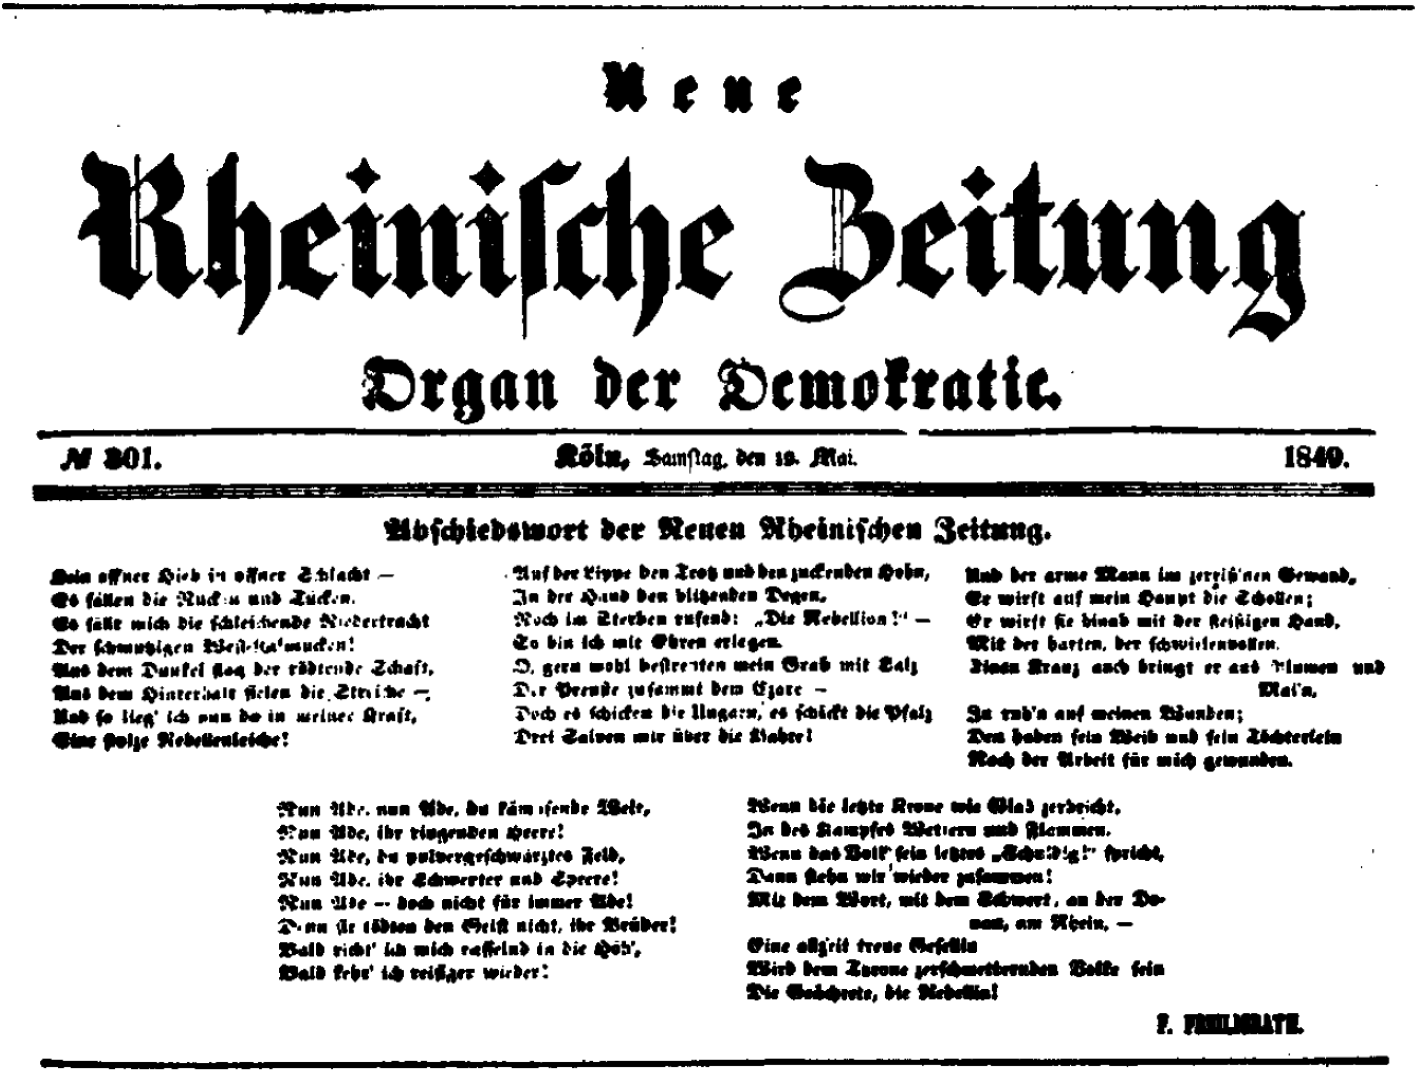 Neue
Rheinische Zeitung
Organ der Demokratie.
№ 301.
Köln, Samstag, den 19. Mai.
1849.
Abschiedswort der Neuen Rheinischen Zeitung.
Kein offner Hieb in offner Schlacht —
Es fällen die Nücken und Tücken,
Es fällt mich die schleichende Niedertracht
Der schmutzigen West-Kalmücken!
Aus dem Dunkel flog der tödtende Schaft,
Aus dem Hinterhalt fielen die Streiche —
Und so lieg' ich nun da in meiner Kraft,
Eine stolze Rebellenleiche!
Auf der Lippe den Trotz und den zuckenden Hohn,
In der Hand den blitzenden Degen,
Noch im Sterben rufend: „Die Rebellion!“ —
So bin ich mit Ehren erlegen.
O, gern wohl bestreuten mein Grab mit Salz
Der Preuße zusammt dem Czare —
Doch es schicken die Ungarn, es schickt die Pfalz
Drei Salven mir über die Bahre!
Und der arme Mann im zerriß'nen Gewand,
Er wirft auf mein Haupt die Schollen;
Er wirft sie hinab mit der fleißigen Hand,
Mit der harten, der schwielenvollen.
Einen Kranz auch bringt er aus Blumen und
Mai'n,
Zu ruh'n auf meinen Wunden;
Den haben sein Weib und sein Töchterlein
Nach der Arbeit für mich gewunden.
Nun Ade, nun Ade, du kämpfende Welt,
Nun Ade, ihr ringenden Heere!
Nun Ade, du pulvergeschwärztes Feld,
Nun Ade, ihr Schwerter und Speere!
Nun Ade — doch nicht für immer Ade!
Denn sie tödten den Geist nicht, ihr Brüder!
Bald richt' ich mich rasselnd in die Höh',
Bald kehr' ich reisiger wieder!
Wenn die letzte Krone wie Glas zerbricht,
In des Kampfes Wettern und Flammen,
Wenn das Volk sein letztes „Schuldig!“ spricht,
Dann stehn wir wieder zusammen!
Mit dem Wort, mit dem Schwert, an der Do-
nau, am Rhein, —
Eine allzeit treue Gesellin
Wird dem Throne zerschmetternden Volke sein
Die Geächtete, die Rebellin!
F. FREILIGRATH.